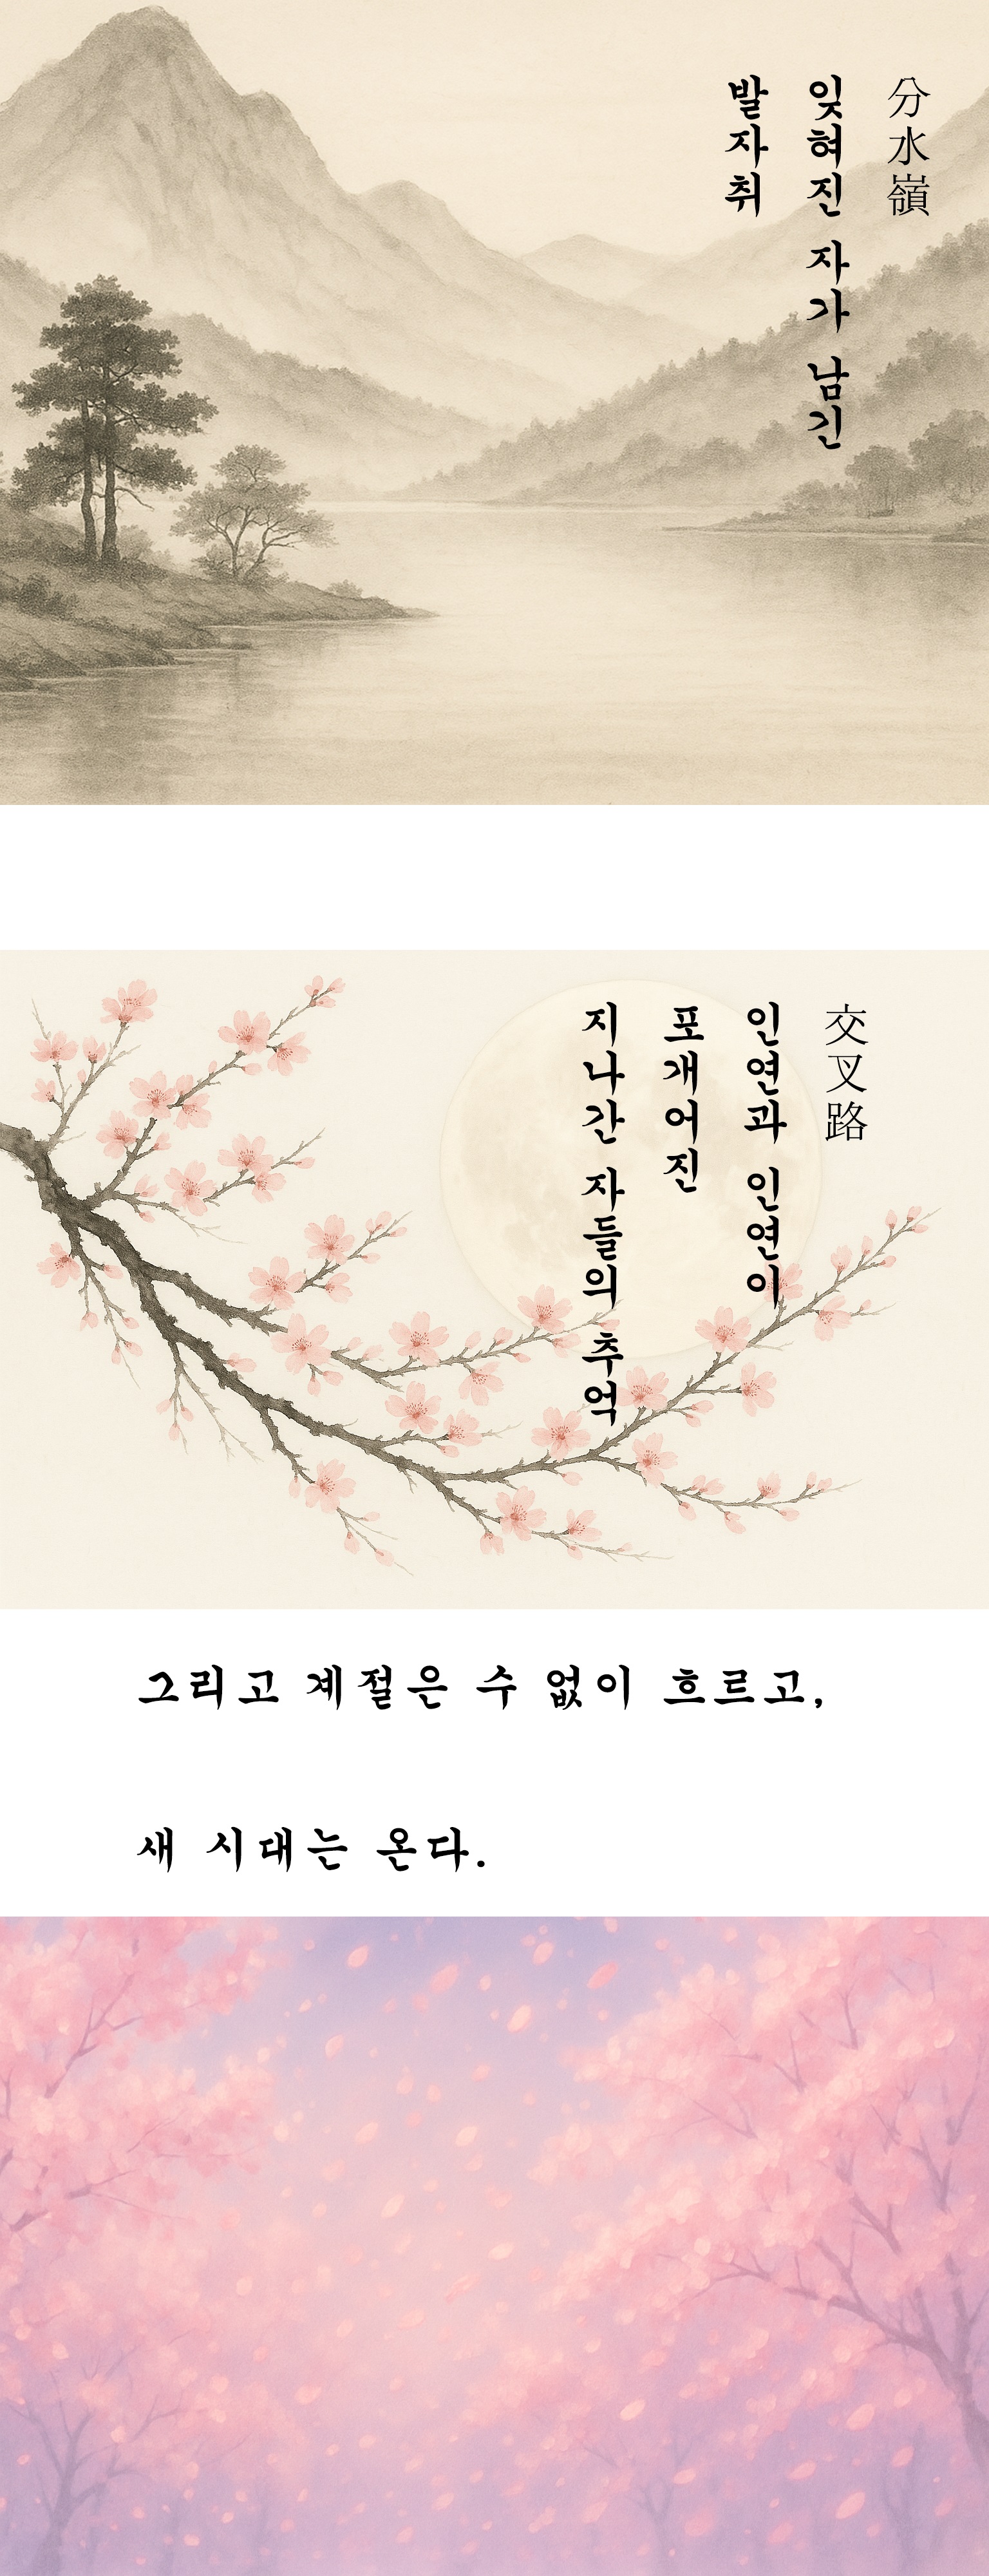 分水嶺
잊혀진 자가 남긴
발자취
交叉路
인연과 인연이
포개어진
지나간 자들의 추억
그리고 계절은 수 없이 흐르고,
새 시대는 온다.